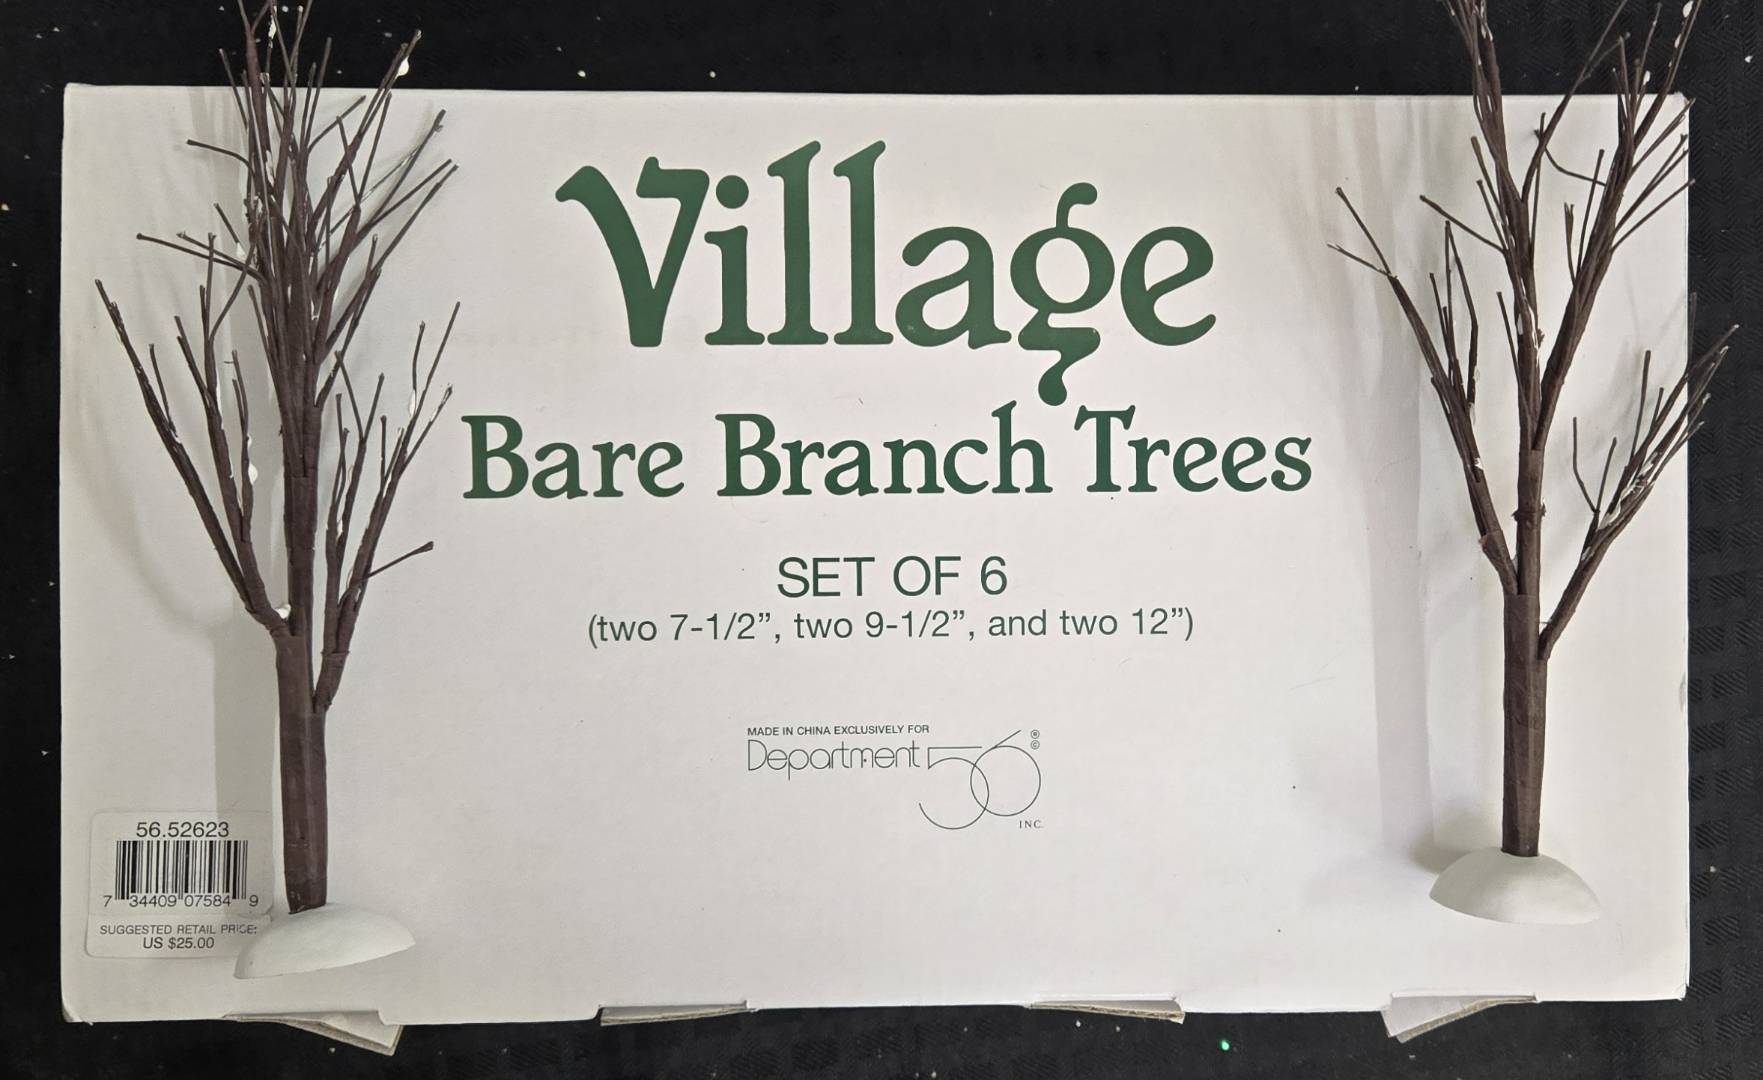 Village
Bare Branch Trees
SET OF 6
(two 7-1/2”, two 9-1/2”, and two 12”)
MADE IN CHINA EXCLUSIVELY FOR
Department 56 ® ©
INC.
56.52623
7 34409 07584 9
SUGGESTED RETAIL PRICE:
US $25.00